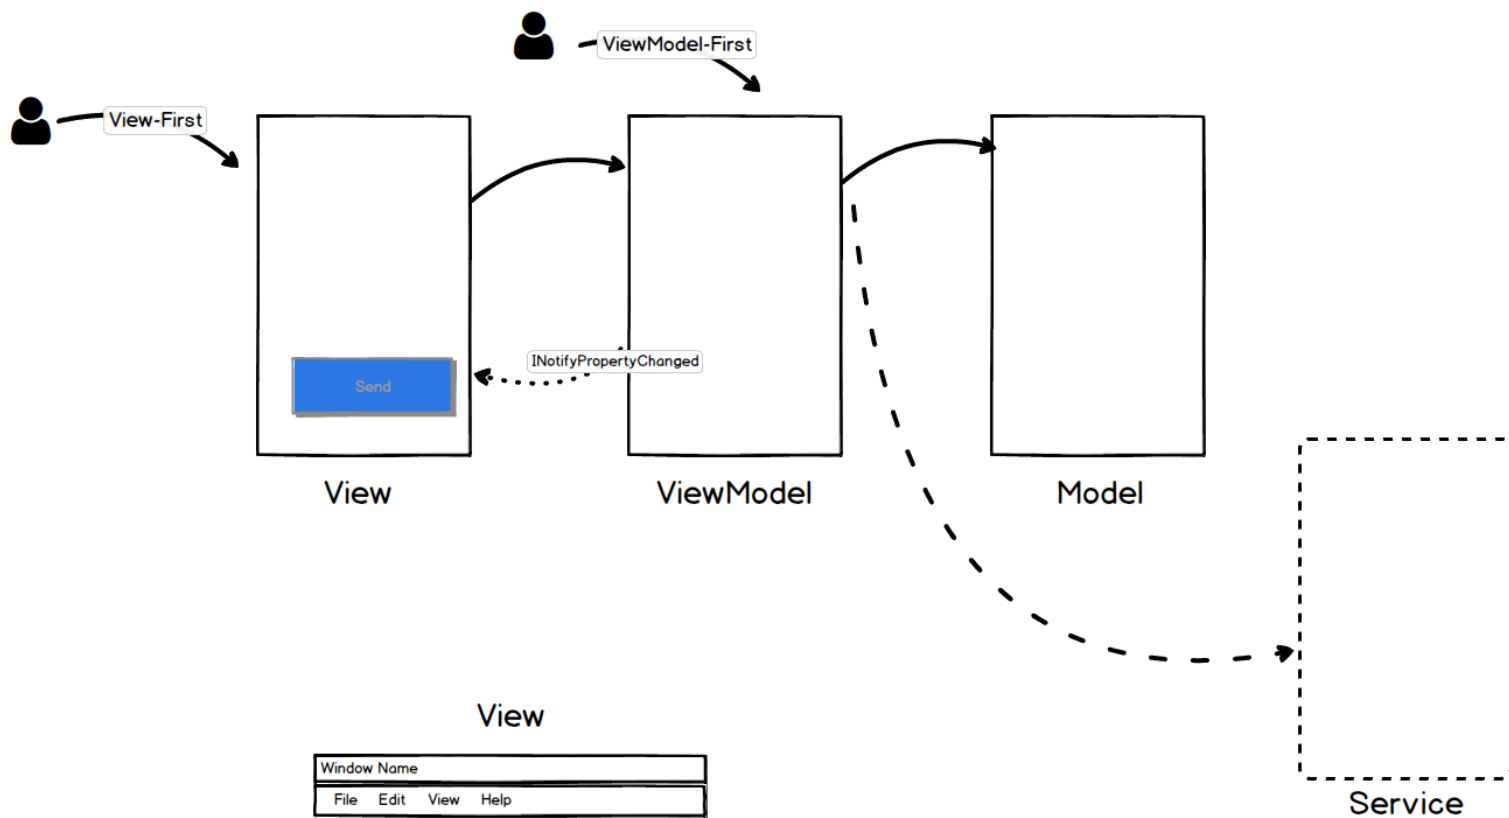 ViewModel-First
View-First
INotifyPropertyChanged
Send
View
ViewModel
Model
View
Window Name
File Edit View Help
Service